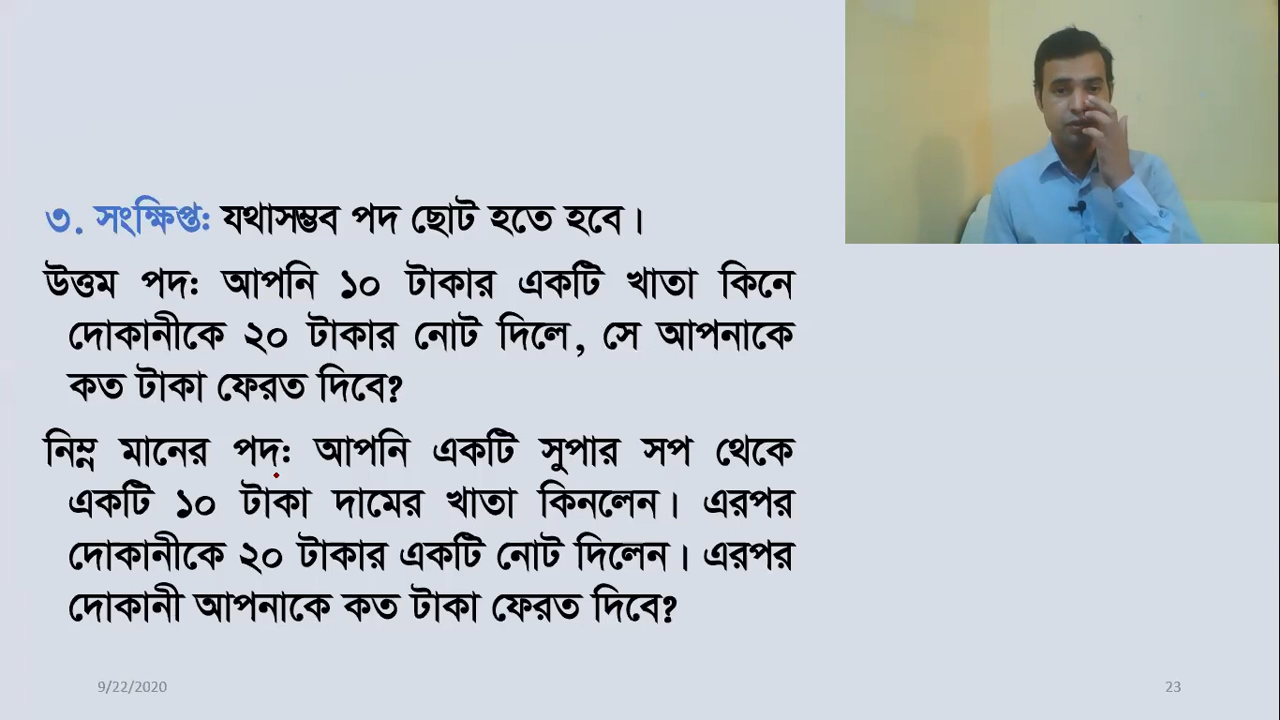 ৩. সংক্ষিপ্ত: যথাসম্ভব পদ ছোট হতে হবে।
উত্তম পদ: আপনি ১০ টাকার একটি খাতা কিনে
দোকানীকে ২০ টাকার নোট দিলে, সে আপনাকে
কত টাকা ফেরত দিবে?
নিম্ন মানের পদ: আপনি একটি সুপার সপ থেকে
একটি ১০ টাকা দামের খাতা কিনলেন। এরপর
দোকানীকে ২০ টাকার একটি নোট দিলেন। এরপর
দোকানী আপনাকে কত টাকা ফেরত দিবে?
9/22/2020
23